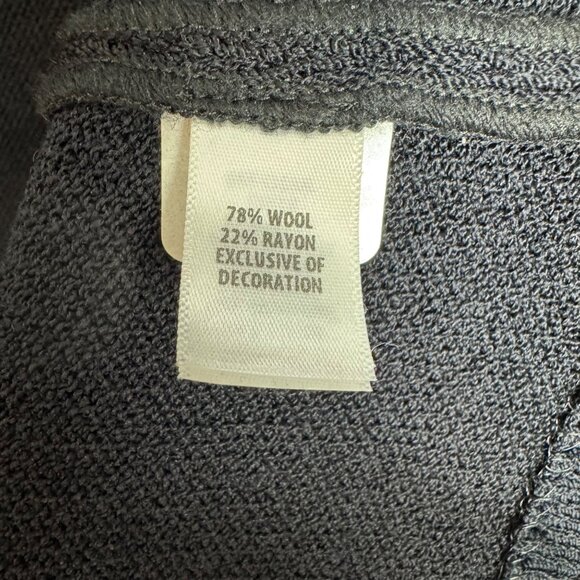 78% WOOL
22% RAYON
EXCLUSIVE OF
DECORATION